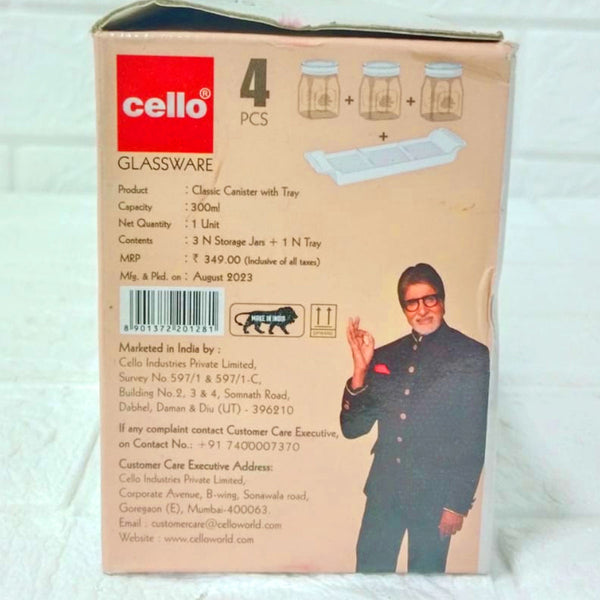 cello®
GLASSWARE
4
PCS
+ +
+
Product : Classic Canister with Tray
Capacity : 300ml
Net Quantity : 1 Unit
Contents : 3 N Storage Jars + 1 N Tray
MRP : ₹ 349.00 (Inclusive of all taxes)
Mfg. & Pkd. on : August 2023
8 901372 201281
MAKE IN INDIA
UPWARD
Marketed in India by :
Cello Industries Private Limited,
Survey No 597/1 & 597/1-C,
Building No.2, 3 & 4, Somnath Road,
Dabhel, Daman & Diu (UT) - 396210
If any complaint contact Customer Care Executive,
on Contact No.: +91 7400007370
Customer Care Executive Address:
Cello Industries Private Limited,
Corporate Avenue, B-wing, Sonawala road,
Goregaon (E), Mumbai-400063.
Email : customercare@celloworld.com
Website : www.celloworld.com